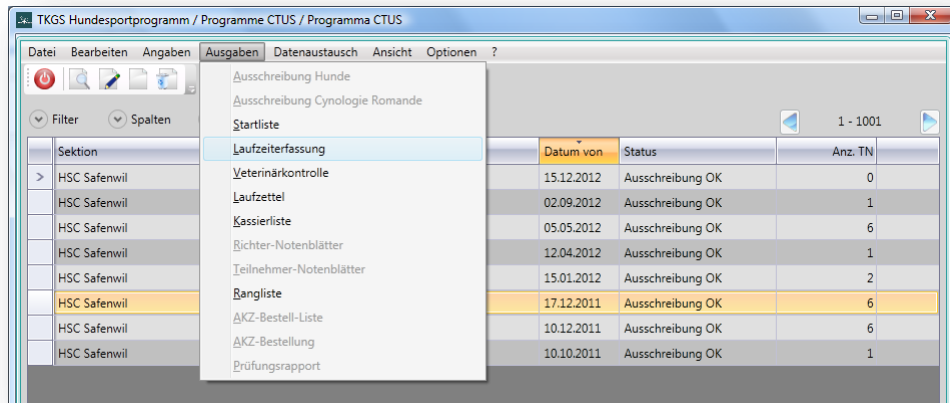 TKGS Hundesportprogramm / Programme CTUS / Programma CTUS
Datei Bearbeiten Angaben Ausgaben Datenaustausch Ansicht Optionen ?
Ausschreibung Hunde
Ausschreibung Cynologie Romande
Startliste
Laufzeiterfassung
Veterinärkontrolle
Laufzettel
Kassierliste
Richter-Notenblätter
Teilnehmer-Notenblätter
Rangliste
AKZ-Bestell-Liste
AKZ-Bestellung
Prüfungsrapport
Filter Spalten 1 - 1001
Sektion Datum von Status Anz. TN
HSC Safenwil 15.12.2012 Ausschreibung OK 0
HSC Safenwil 02.09.2012 Ausschreibung OK 1
HSC Safenwil 05.05.2012 Ausschreibung OK 6
HSC Safenwil 12.04.2012 Ausschreibung OK 1
HSC Safenwil 15.01.2012 Ausschreibung OK 2
HSC Safenwil 17.12.2011 Ausschreibung OK 6
HSC Safenwil 10.12.2011 Ausschreibung OK 6
HSC Safenwil 10.10.2011 Ausschreibung OK 1